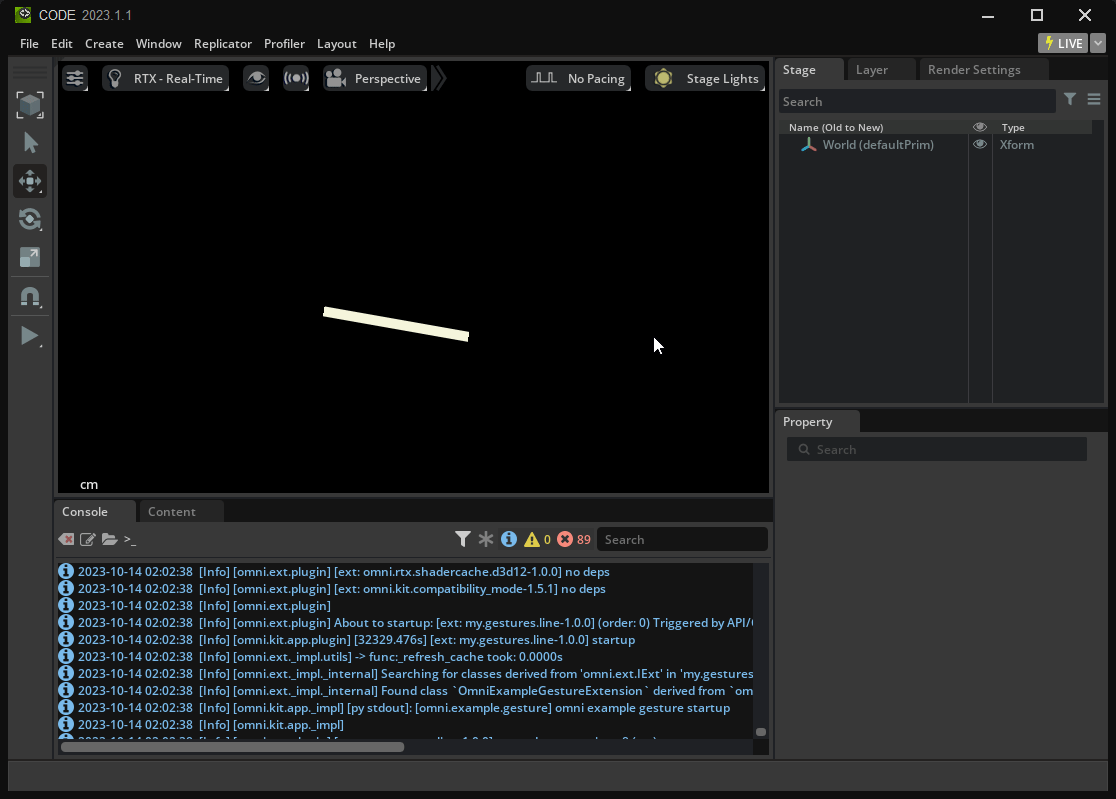 CODE 2023.1.1
File Edit Create Window Replicator Profiler Layout Help
LIVE
RTX - Real-Time
Perspective
No Pacing
Stage Lights
Stage Layer Render Settings
Search
Name (Old to New) Type
World (defaultPrim) Xform
cm
Property
Search
Console Content
>_
0 89 Search
2023-10-14 02:02:38 [Info] [omni.ext.plugin] [ext: omni.rtx.shadercache.d3d12-1.0.0] no deps
2023-10-14 02:02:38 [Info] [omni.ext.plugin] [ext: omni.kit.compatibility_mode-1.5.1] no deps
2023-10-14 02:02:38 [Info] [omni.ext.plugin]
2023-10-14 02:02:38 [Info] [omni.ext.plugin] About to startup: [ext: my.gestures.line-1.0.0] (order: 0) Triggered by API/
2023-10-14 02:02:38 [Info] [omni.kit.app.plugin] [32329.476s] [ext: my.gestures.line-1.0.0] startup
2023-10-14 02:02:38 [Info] [omni.ext._impl.utils] -> func:_refresh_cache took: 0.0000s
2023-10-14 02:02:38 [Info] [omni.ext._impl._internal] Searching for classes derived from 'omni.ext.IExt' in 'my.gestures
2023-10-14 02:02:38 [Info] [omni.ext._impl._internal] Found class `OmniExampleGestureExtension` derived from `om
2023-10-14 02:02:38 [Info] [omni.kit.app._impl] [py stdout]: [omni.example.gesture] omni example gesture startup
2023-10-14 02:02:38 [Info] [omni.kit.app._impl]